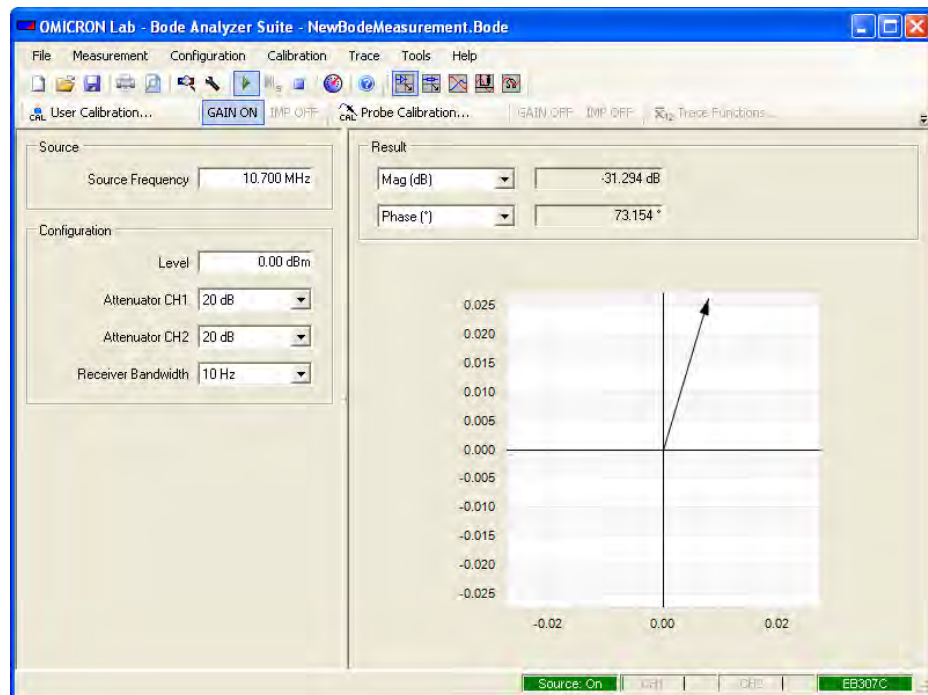 OMICRON Lab - Bode Analyzer Suite - NewBodeMeasurement.Bode
File Measurement Configuration Calibration Trace Tools Help
CAL User Calibration... GAIN ON IMP OFF CAL Probe Calibration... GAIN OFF IMP OFF Trace Functions...
Source
Source Frequency 10.700 MHz
Configuration
Level 0.00 dBm
Attenuator CH1 20 dB
Attenuator CH2 20 dB
Receiver Bandwidth 10 Hz
Result
Mag (dB) -31.294 dB
Phase (°) 73.154 °
0.025
0.020
0.015
0.010
0.005
0.000
-0.005
-0.010
-0.015
-0.020
-0.025
-0.02 0.00 0.02
Source: On CH1 CH2 EB307C